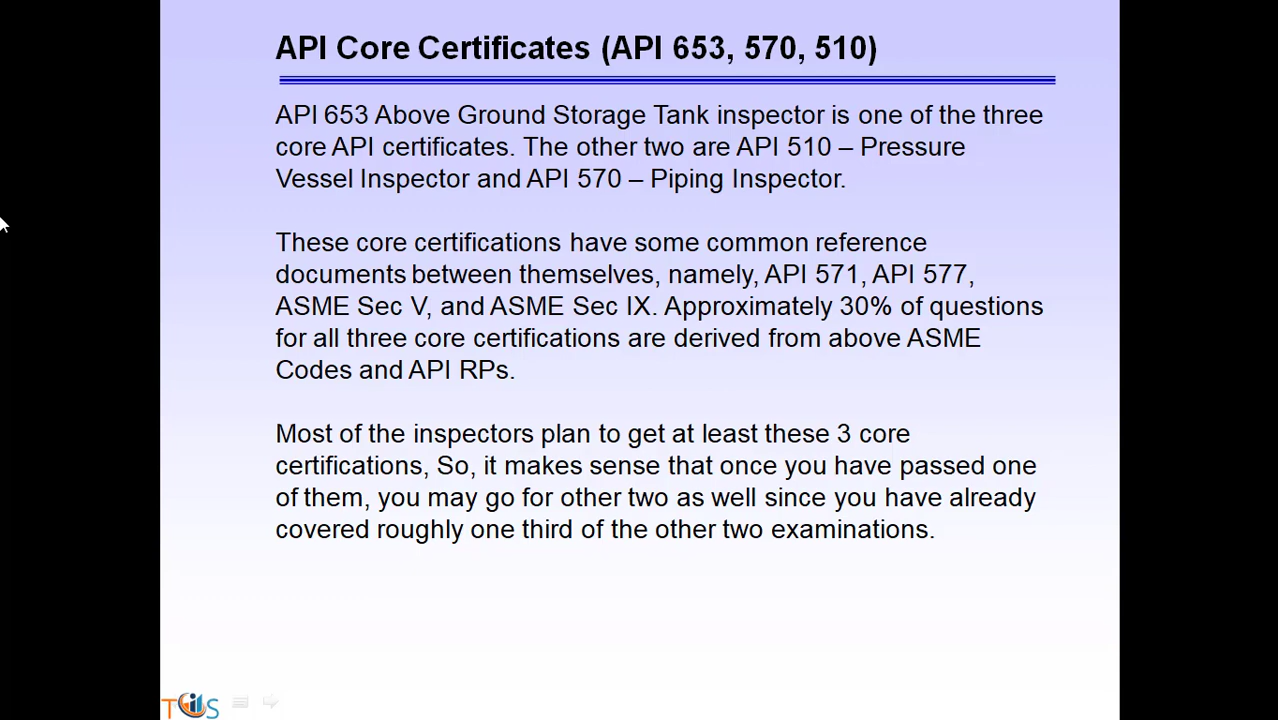 API Core Certificates (API 653, 570, 510)
API 653 Above Ground Storage Tank inspector is one of the three
core API certificates. The other two are API 510 – Pressure
Vessel Inspector and API 570 – Piping Inspector.
These core certifications have some common reference
documents between themselves, namely, API 571, API 577,
ASME Sec V, and ASME Sec IX. Approximately 30% of questions
for all three core certifications are derived from above ASME
Codes and API RPs.
Most of the inspectors plan to get at least these 3 core
certifications, So, it makes sense that once you have passed one
of them, you may go for other two as well since you have already
covered roughly one third of the other two examinations.